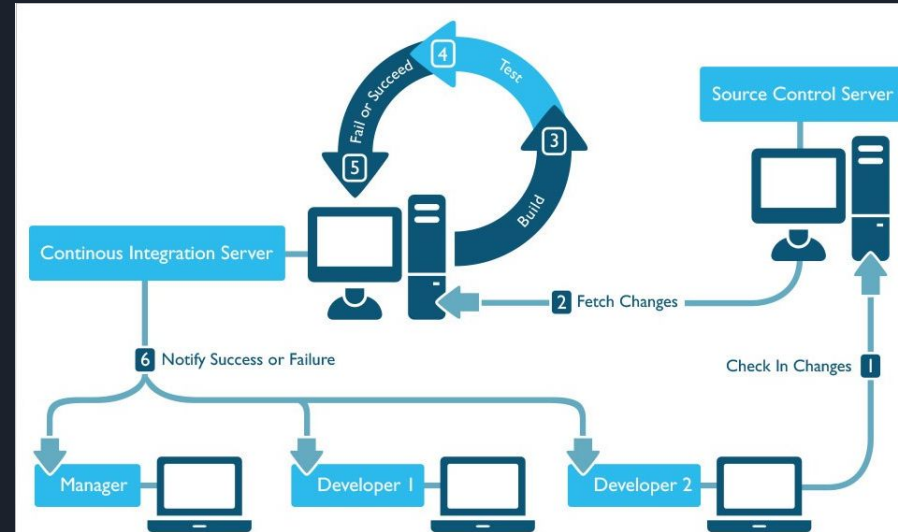 4
Test
Fail or Succeed
3
5
Build
Source Control Server
Continous Integration Server
2 Fetch Changes
6 Notify Success or Failure
Check In Changes 1
Manager
Developer 1
Developer 2